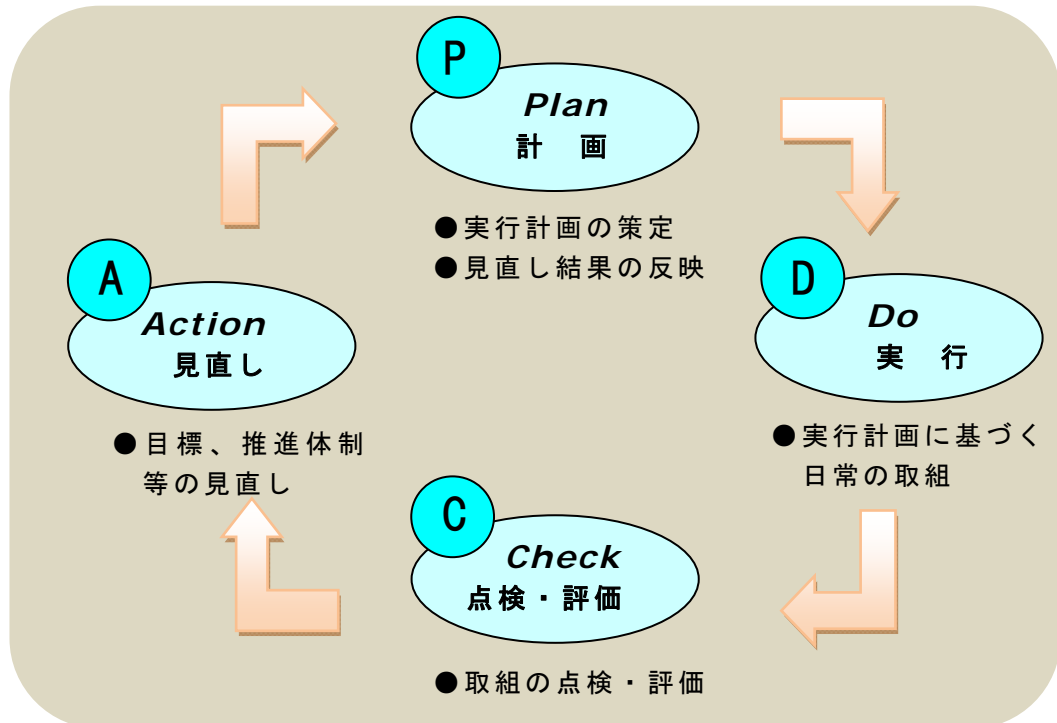 P
Plan
計　画
●実行計画の策定
●見直し結果の反映
D
Do
実　行
●実行計画に基づく
日常の取組
C
Check
点検・評価
●取組の点検・評価
A
Action
見直し
●目標、推進体制
等の見直し